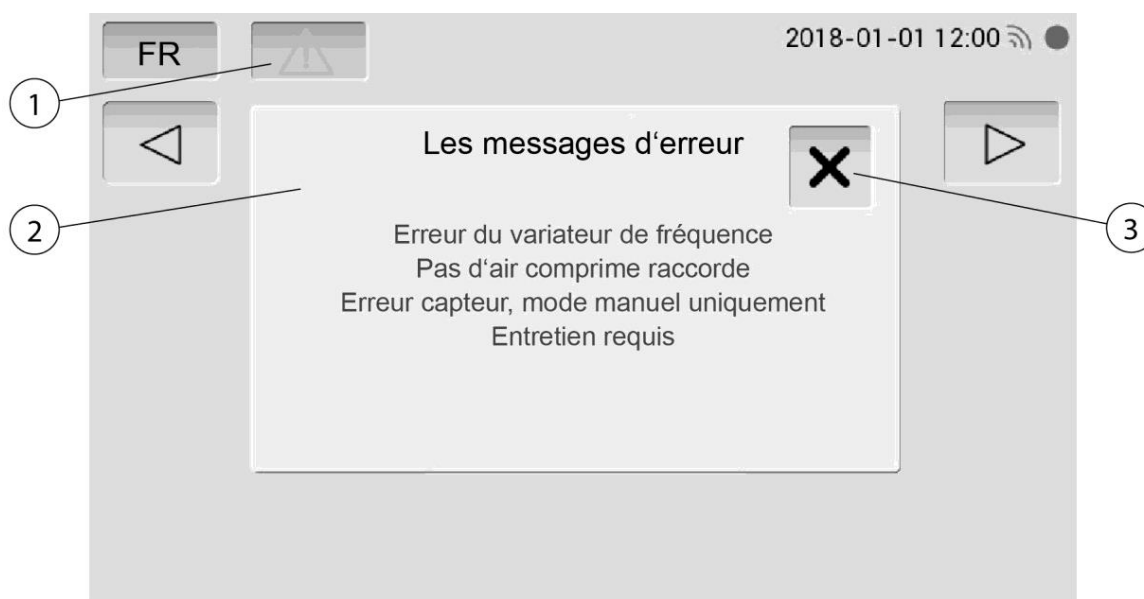 FR
2018-01-01 12:00
1
Les messages d‘erreur
2
3
Erreur du variateur de fréquence
Pas d‘air comprime raccorde
Erreur capteur, mode manuel uniquement
Entretien requis